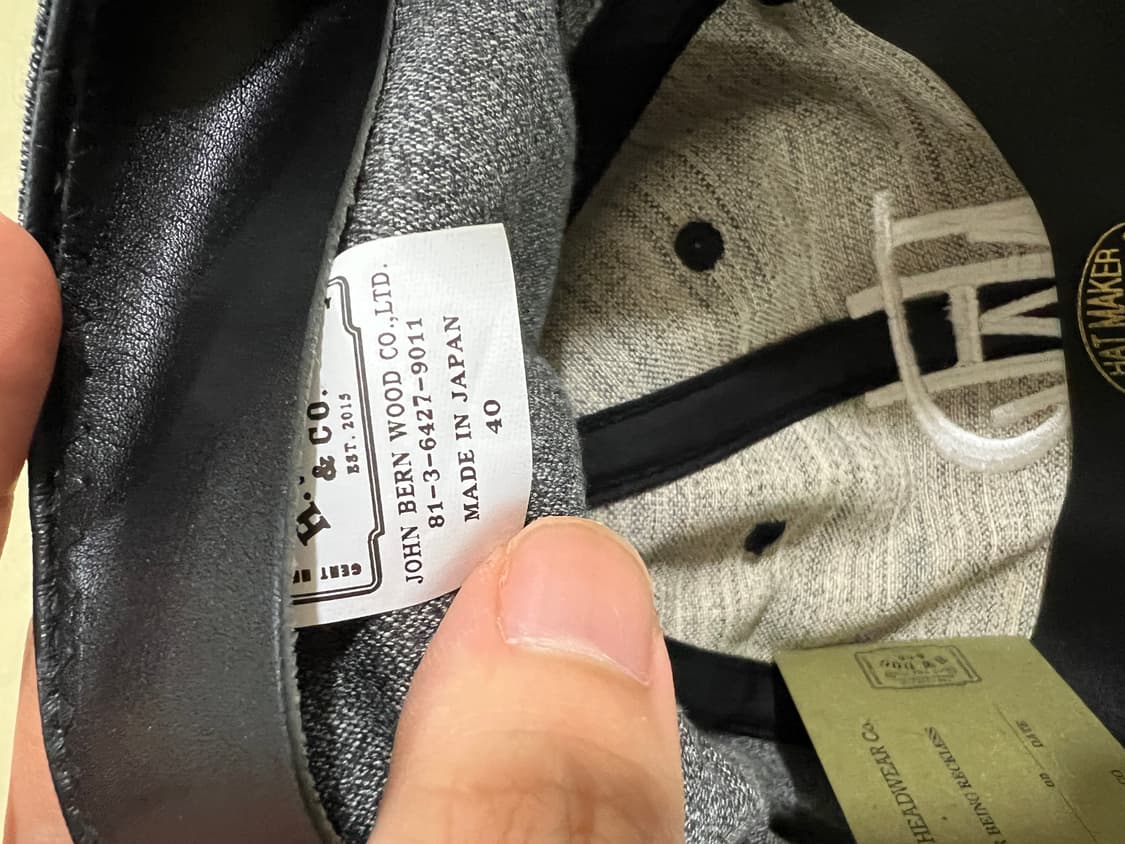 H.
& CO.
EST. 2015
JOHN BERN WOOD CO.,LTD.
81-3-6427-9011
MADE IN JAPAN
40
HAT MAKER
HEADWEAR Co.
BEING RECKLESS
DATE